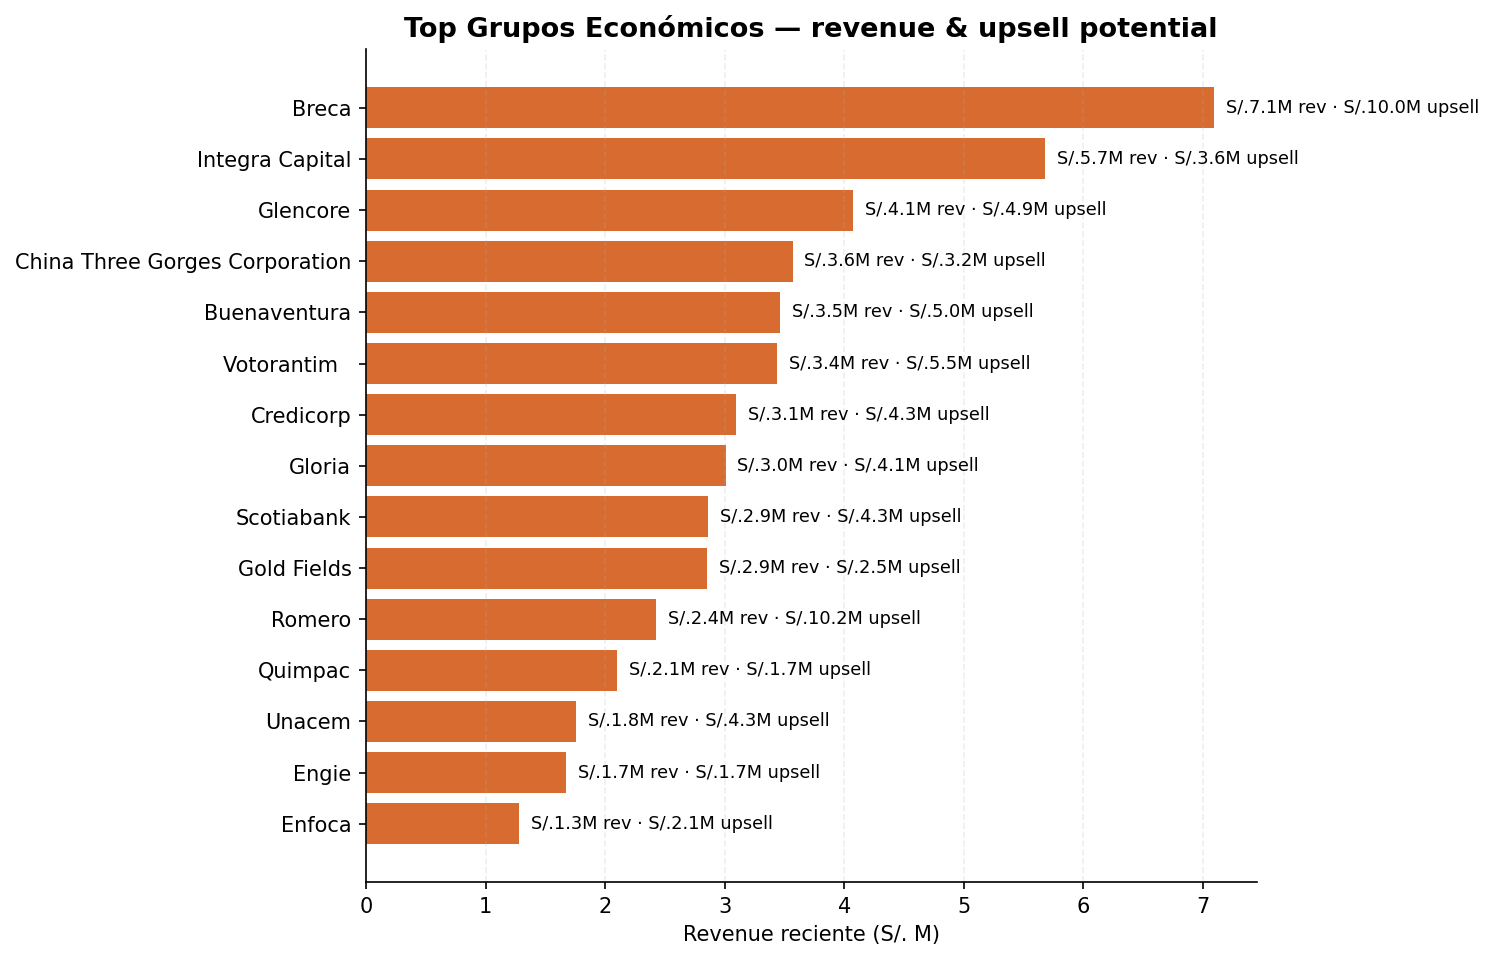 Top Grupos Económicos — revenue & upsell potential
Breca S/.7.1M rev · S/.10.0M upsell
Integra Capital S/.5.7M rev · S/.3.6M upsell
Glencore S/.4.1M rev · S/.4.9M upsell
China Three Gorges Corporation S/.3.6M rev · S/.3.2M upsell
Buenaventura S/.3.5M rev · S/.5.0M upsell
Votorantim S/.3.4M rev · S/.5.5M upsell
Credicorp S/.3.1M rev · S/.4.3M upsell
Gloria S/.3.0M rev · S/.4.1M upsell
Scotiabank S/.2.9M rev · S/.4.3M upsell
Gold Fields S/.2.9M rev · S/.2.5M upsell
Romero S/.2.4M rev · S/.10.2M upsell
Quimpac S/.2.1M rev · S/.1.7M upsell
Unacem S/.1.8M rev · S/.4.3M upsell
Engie S/.1.7M rev · S/.1.7M upsell
Enfoca S/.1.3M rev · S/.2.1M upsell
0 1 2 3 4 5 6 7
Revenue reciente (S/. M)